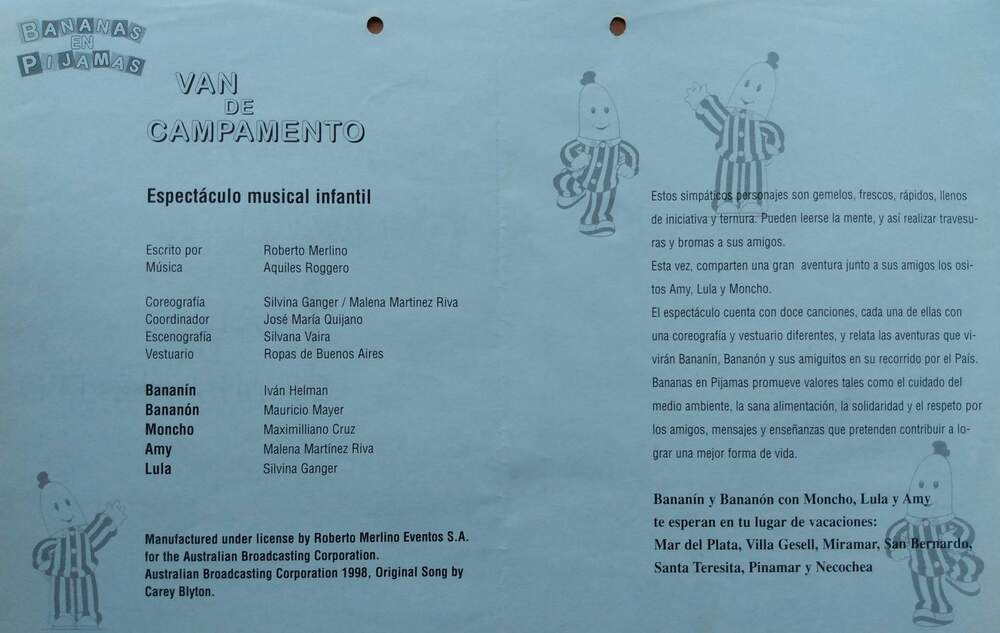 BANANAS
EN
PIJAMAS
VAN
DE
CAMPAMENTO
Espectáculo musical infantil
Escrito por Roberto Merlino
Música Aquiles Roggero
Coreografía Silvina Ganger / Malena Martinez Riva
Coordinador José María Quijano
Escenografía Silvana Vaira
Vestuario Ropas de Buenos Aires
Bananín Iván Helman
Bananón Mauricio Mayer
Moncho Maximilliano Cruz
Amy Malena Martínez Riva
Lula Silvina Ganger
Manufactured under license by Roberto Merlino Eventos S.A.
for the Australian Broadcasting Corporation.
Australian Broadcasting Corporation 1998, Original Song by
Carey Blyton.
Estos simpáticos personajes son gemelos, frescos, rápidos, llenos
de iniciativa y ternura. Pueden leerse la mente, y así realizar travesu-
ras y bromas a sus amigos.
Esta vez, comparten una gran aventura junto a sus amigos los osi-
tos Amy, Lula y Moncho.
El espectáculo cuenta con doce canciones, cada una de ellas con
una coreografía y vestuario diferentes, y relata las aventuras que vi-
virán Bananín, Bananón y sus amiguitos en su recorrido por el País.
Bananas en Pijamas promueve valores tales como el cuidado del
medio ambiente, la sana alimentación, la solidaridad y el respeto por
los amigos, mensajes y enseñanzas que pretenden contribuir a lo-
grar una mejor forma de vida.
Bananín y Bananón con Moncho, Lula y Amy
te esperan en tu lugar de vacaciones:
Mar del Plata, Villa Gesell, Miramar, San Bernardo,
Santa Teresita, Pinamar y Necochea